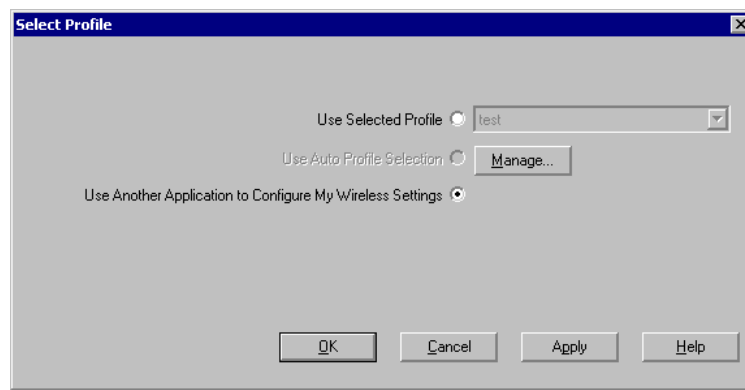 Select Profile
Use Selected Profile test
Use Auto Profile Selection Manage...
Use Another Application to Configure My Wireless Settings
OK Cancel Apply Help